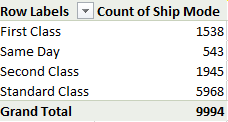 Row Labels Count of Ship Mode
First Class 1538
Same Day 543
Second Class 1945
Standard Class 5968
Grand Total 9994